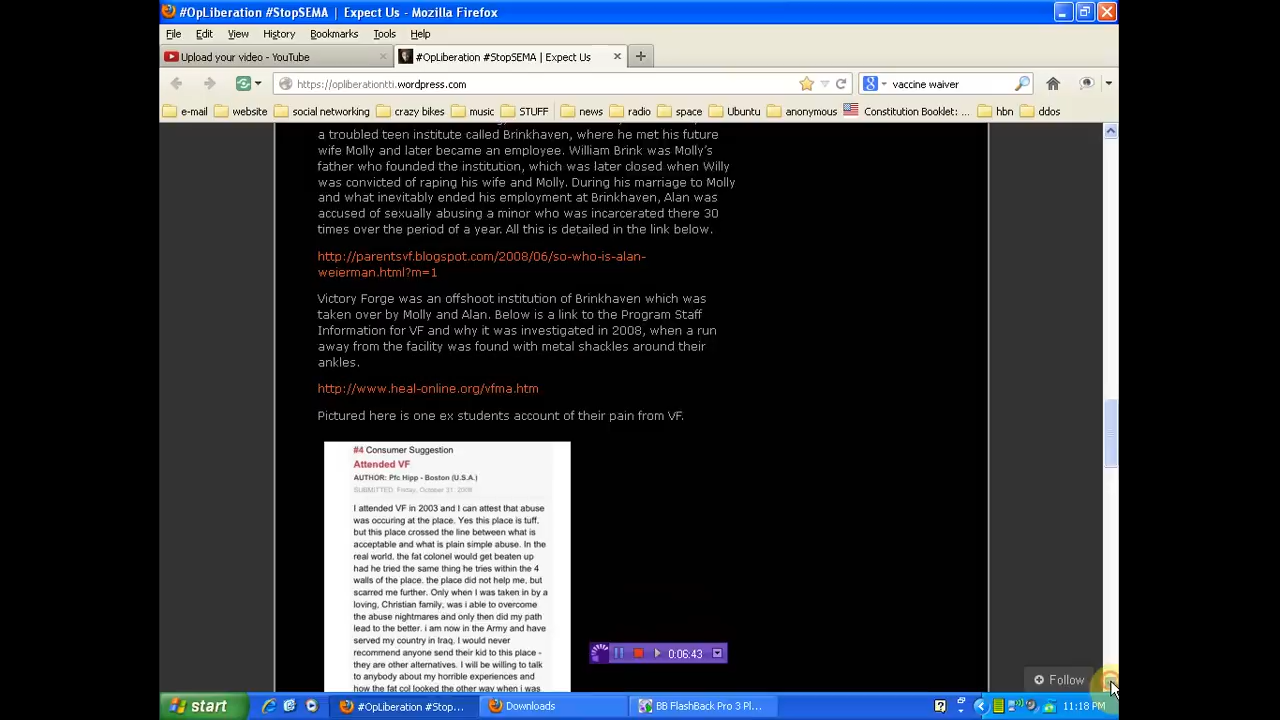 #OpLiberation #StopSEMA | Expect Us - Mozilla Firefox
File Edit View History Bookmarks Tools Help
Upload your video - YouTube
#OpLiberation #StopSEMA | Expect Us
https://opliberationtti.wordpress.com
vaccine waiver
e-mail website social networking crazy bikes music STUFF news radio space Ubuntu anonymous Constitution Booklet: ... hbn ddos
a troubled teen institute called Brinkhaven, where he met his future
wife Molly and later became an employee. William Brink was Molly's
father who founded the institution, which was later closed when Willy
was convicted of raping his wife and Molly. During his marriage to Molly
and what inevitably ended his employment at Brinkhaven, Alan was
accused of sexually abusing a minor who was incarcerated there 30
times over the period of a year. All this is detailed in the link below.
http://parentsvf.blogspot.com/2008/06/so-who-is-alan-
weierman.html?m=1
Victory Forge was an offshoot institution of Brinkhaven which was
taken over by Molly and Alan. Below is a link to the Program Staff
Information for VF and why it was investigated in 2008, when a run
away from the facility was found with metal shackles around their
ankles.
http://www.heal-online.org/vfma.htm
Pictured here is one ex students account of their pain from VF.
#4 Consumer Suggestion
Attended VF
AUTHOR: Pfc Hipp - Boston (U.S.A.)
SUBMITTED: Friday, October 31, 2008
I attended VF in 2003 and I can attest that abuse
was occuring at the place. Yes this place is tuff,
but this place crossed the line between what is
acceptable and what is plain simple abuse. In the
real world, the fat colonel would get beaten up
had he tried the same thing he tries within the 4
walls of the place. the place did not help me, but
scarred me further. Only when I was taken in by a
loving, Christian family, was i able to overcome
the abuse nightmares and only then did my path
lead to the better. i am now in the Army and have
served my country in Iraq. I would never
recommend anyone send their kid to this place -
they are other alternatives. I will be willing to talk
to anybody about my horrible experiences and
how the fat col looked the other way when i was
0:06:43
Follow
start
#OpLiberation #Sto...
Downloads
BB FlashBack Pro 3 Pl...
11:18 PM